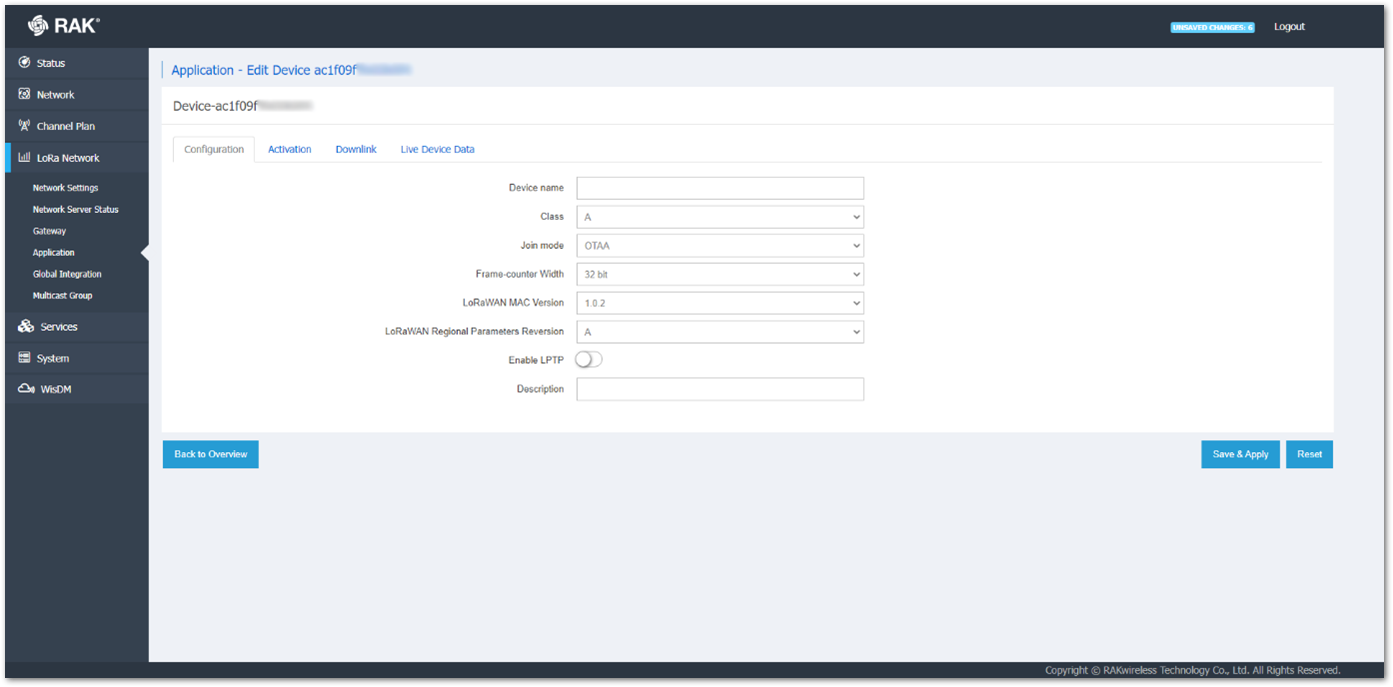 RAK®
UNSAVED CHANGES: 6
Logout
Status
Network
Channel Plan
LoRa Network
Network Settings
Network Server Status
Gateway
Application
Global Integration
Multicast Group
Services
System
WisDM
Application - Edit Device ac1f09f
Device-ac1f09f
Configuration Activation Downlink Live Device Data
Device name
Class A
Join mode OTAA
Frame-counter Width 32 bit
LoRaWAN MAC Version 1.0.2
LoRaWAN Regional Parameters Reversion A
Enable LPTP
Description
Back to Overview Save & Apply Reset
Copyright © RAKwireless Technology Co., Ltd. All Rights Reserved.